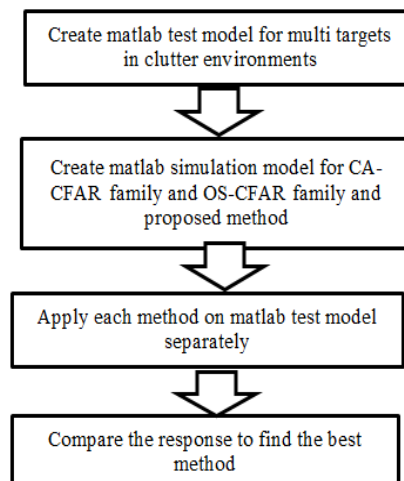 Create matlab test model for multi targets
in clutter environments
Create matlab simulation model for CA-
CFAR family and OS-CFAR family and
proposed method
Apply each method on matlab test model
separately
Compare the response to find the best
method